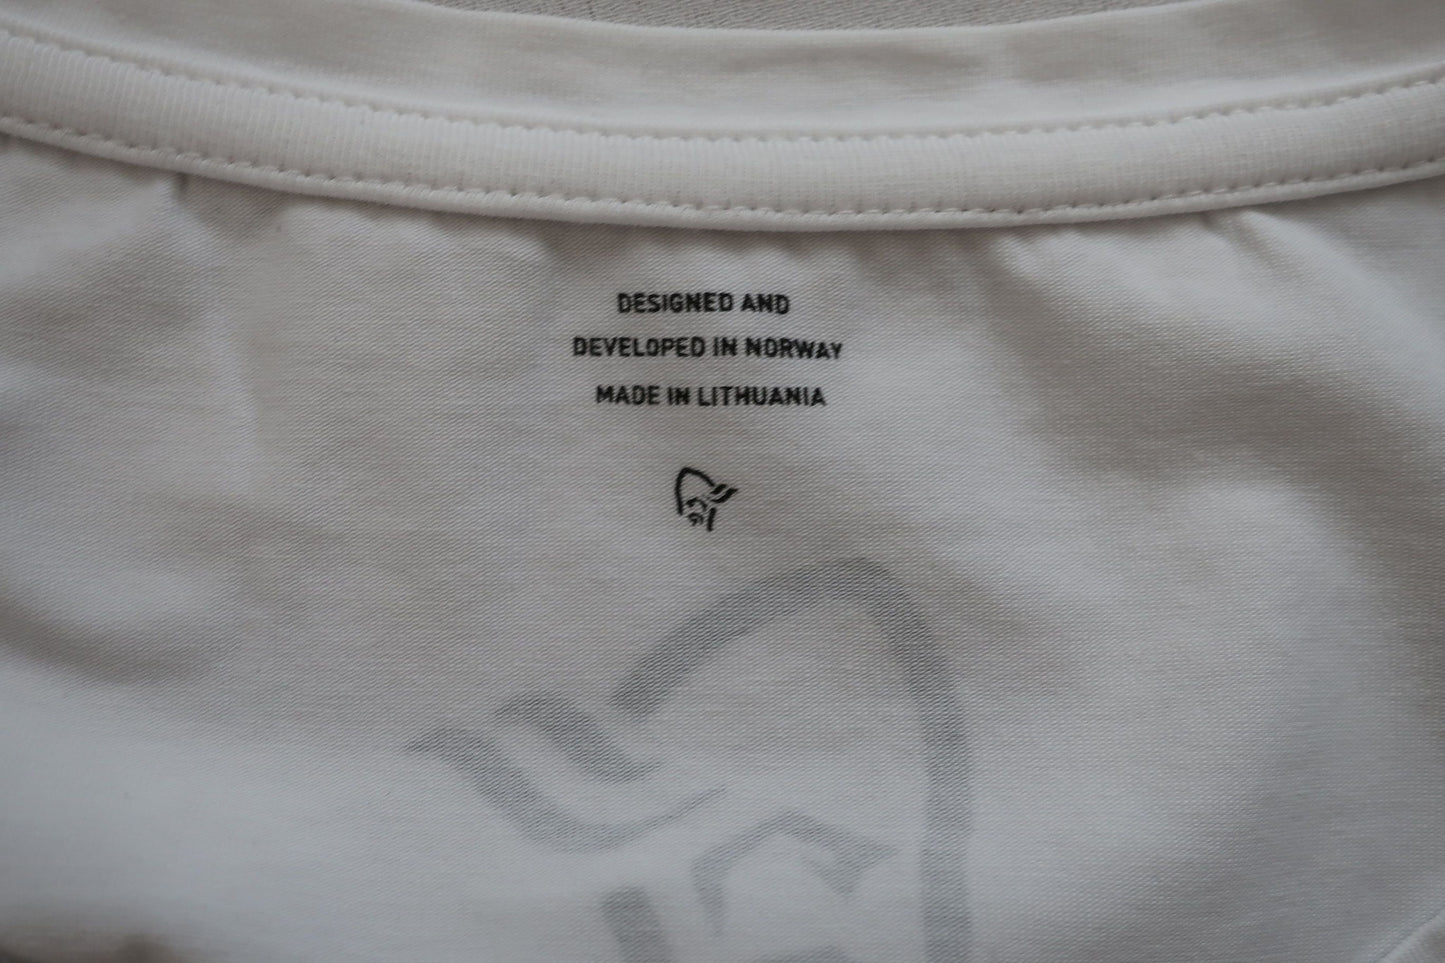 DESIGNED AND
DEVELOPED IN NORWAY
MADE IN LITHUANIA